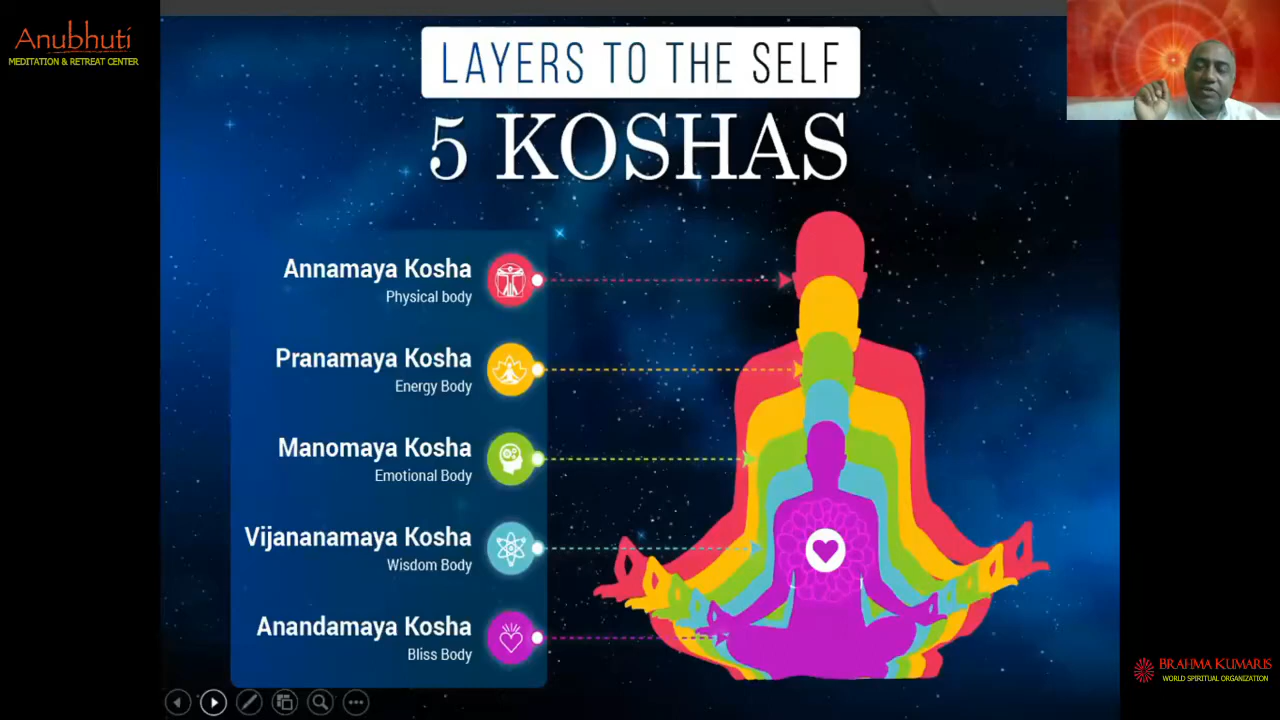 Anubhuti
MEDITATION & RETREAT CENTER
LAYERS TO THE SELF
5 KOSHAS
Annamaya Kosha
Physical body
Pranamaya Kosha
Energy Body
Manomaya Kosha
Emotional Body
Vijananamaya Kosha
Wisdom Body
Anandamaya Kosha
Bliss Body
BRAHMA KUMARIS
WORLD SPIRITUAL ORGANIZATION